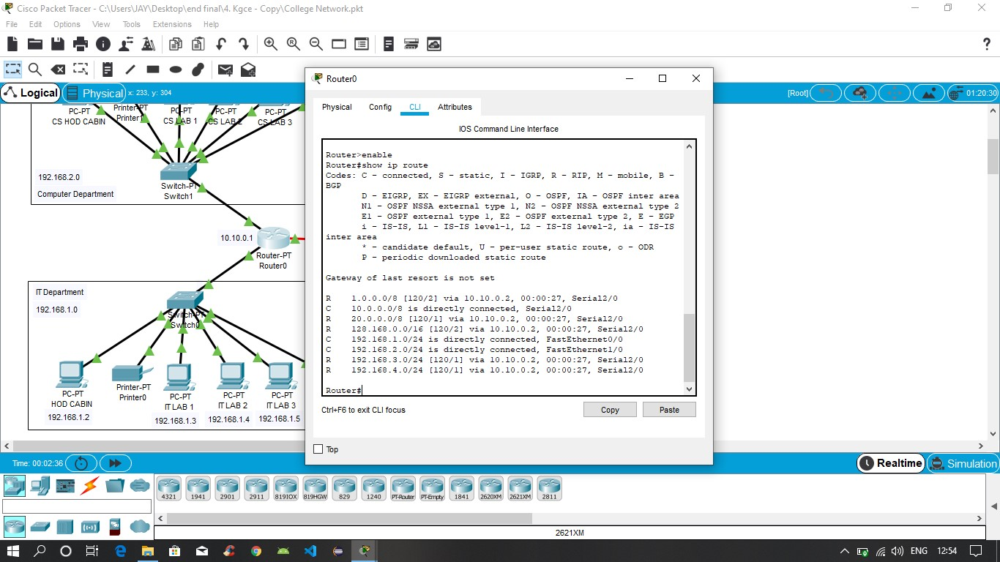 Cisco Packet Tracer - C:\Users\JAY\Desktop\end final\4. Kgce - Copy\College Network.pkt
File Edit Options View Tools Extensions Help
Logical Physical x: 233, y: 304 [Root] 01:20:30
PC-PT
CS HOD CABIN
Printer-PT
Printer1
PC-PT
CS LAB 1
PC-PT
CS LAB 2
PC-PT
CS LAB 3
192.168.2.0
Computer Department
Switch-PT
Switch1
10.10.0.1
Router-PT
Router0
IT Department
192.168.1.0
Switch-PT
Switch0
PC-PT
HOD CABIN
192.168.1.2
Printer-PT
Printer0
PC-PT
IT LAB 1
192.168.1.3
PC-PT
IT LAB 2
192.168.1.4
PC-PT
IT LAB 3
192.168.1.5
Router0
Physical Config CLI Attributes
IOS Command Line Interface
Router>enable
Router#show ip route
Codes: C - connected, S - static, I - IGRP, R - RIP, M - mobile, B -
BGP
D - EIGRP, EX - EIGRP external, O - OSPF, IA - OSPF inter area
N1 - OSPF NSSA external type 1, N2 - OSPF NSSA external type 2
E1 - OSPF external type 1, E2 - OSPF external type 2, E - EGP
i - IS-IS, L1 - IS-IS level-1, L2 - IS-IS level-2, ia - IS-IS
inter area
* - candidate default, U - per-user static route, o - ODR
P - periodic downloaded static route
Gateway of last resort is not set
R 1.0.0.0/8 [120/2] via 10.10.0.2, 00:00:27, Serial2/0
C 10.0.0.0/8 is directly connected, Serial2/0
R 20.0.0.0/8 [120/1] via 10.10.0.2, 00:00:27, Serial2/0
R 128.168.0.0/16 [120/2] via 10.10.0.2, 00:00:27, Serial2/0
C 192.168.1.0/24 is directly connected, FastEthernet0/0
C 192.168.2.0/24 is directly connected, FastEthernet1/0
R 192.168.3.0/24 [120/1] via 10.10.0.2, 00:00:27, Serial2/0
R 192.168.4.0/24 [120/1] via 10.10.0.2, 00:00:27, Serial2/0
Router#
Ctrl+F6 to exit CLI focus Copy Paste
Top
Time: 00:02:36 Realtime Simulation
4321 1941 2901 2911 819IOX 819HGW 829 1240 PT-Router PT-Empty 1841 2620XM 2621XM 2811
2621XM
ENG 12:54